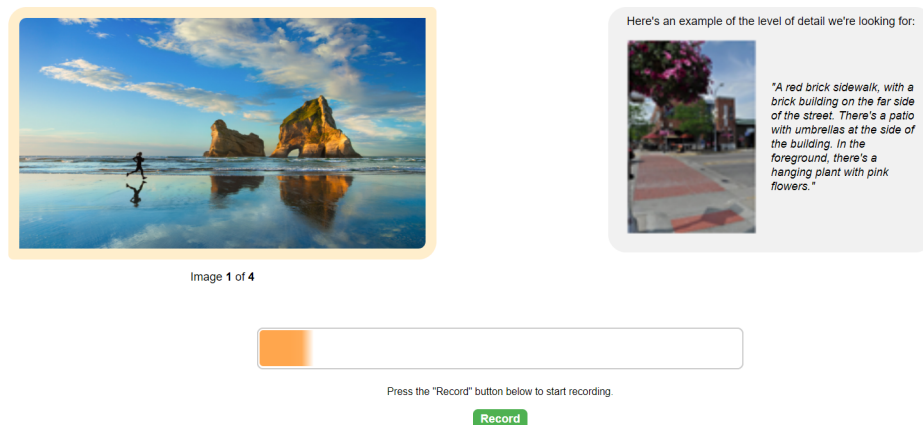 Here's an example of the level of detail we're looking for:
"A red brick sidewalk, with a
brick building on the far side
of the street. There's a patio
with umbrellas at the side of
the building. In the
foreground, there's a
hanging plant with pink
flowers."
Image 1 of 4
Press the "Record" button below to start recording.
Record